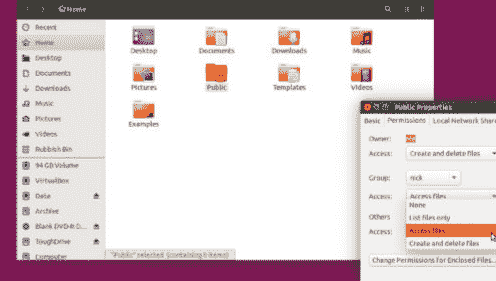 Home
Recent
Home
Desktop
Documents
Downloads
Music
Pictures
Videos
Rubbish Bin
94 GB Volume
VirtualBox
Data
Archive
Blank DVD-R D...
ToughDrive
Computer
Desktop
Documents
Downloads
Music
Pictures
Public
Templates
Videos
Examples
"Public" selected (containing 0 items)
Public Properties
Basic Permissions Local Network Share
Owner:
Access: Create and delete files
Group: nick
Access: Access files
None
List files only
Others
Access: Access files
Create and delete files
Change Permissions for Enclosed Files...